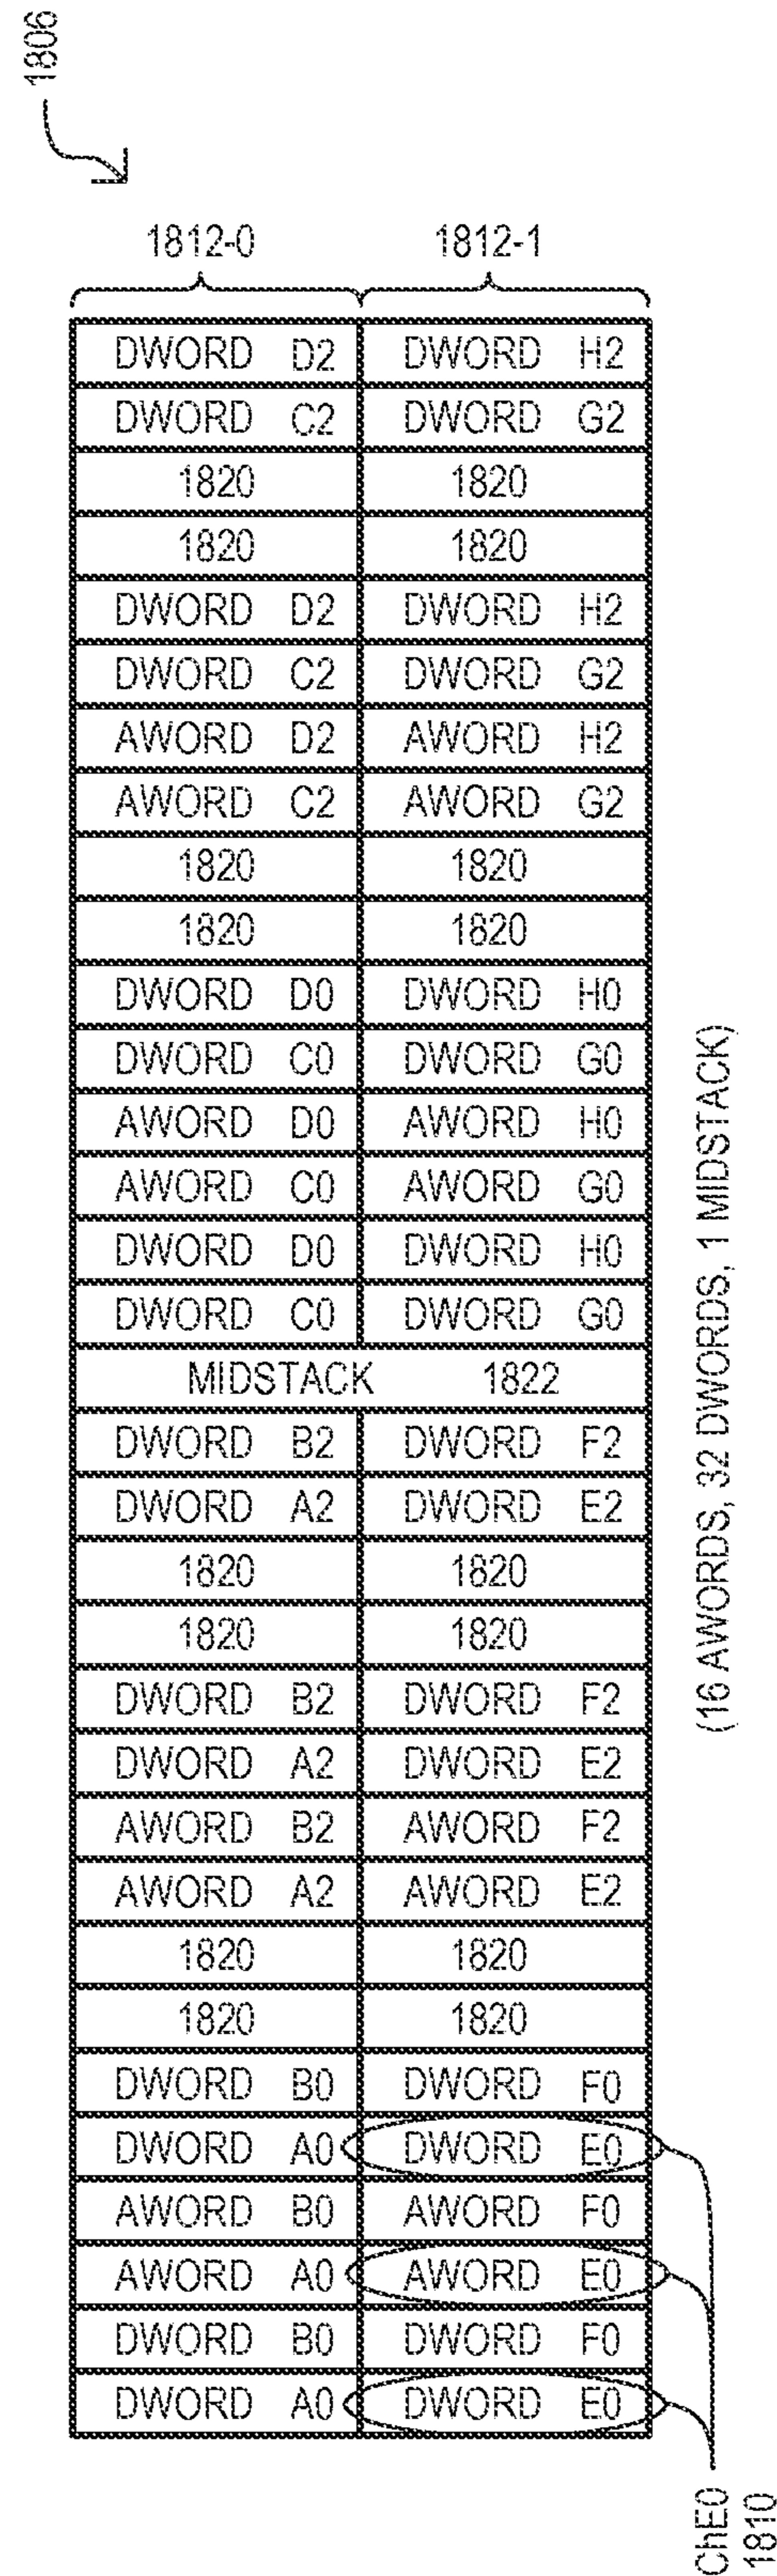 1806
1812-0 1812-1
DWORD D2 DWORD H2
DWORD C2 DWORD G2
1820 1820
1820 1820
DWORD D2 DWORD H2
DWORD C2 DWORD G2
AWORD D2 AWORD H2
AWORD C2 AWORD G2
1820 1820
1820 1820
DWORD D0 DWORD H0
DWORD C0 DWORD G0
AWORD D0 AWORD H0
AWORD C0 AWORD G0
DWORD D0 DWORD H0
DWORD C0 DWORD G0
MIDSTACK 1822
DWORD B2 DWORD F2
DWORD A2 DWORD E2
1820 1820
1820 1820
DWORD B2 DWORD F2
DWORD A2 DWORD E2
AWORD B2 AWORD F2
AWORD A2 AWORD E2
1820 1820
1820 1820
DWORD B0 DWORD F0
DWORD A0 DWORD E0
AWORD B0 AWORD F0
AWORD A0 AWORD E0
DWORD B0 DWORD F0
DWORD A0 DWORD E0
(16 AWORDS, 32 DWORDS, 1 MIDSTACK)
ChE0
1810